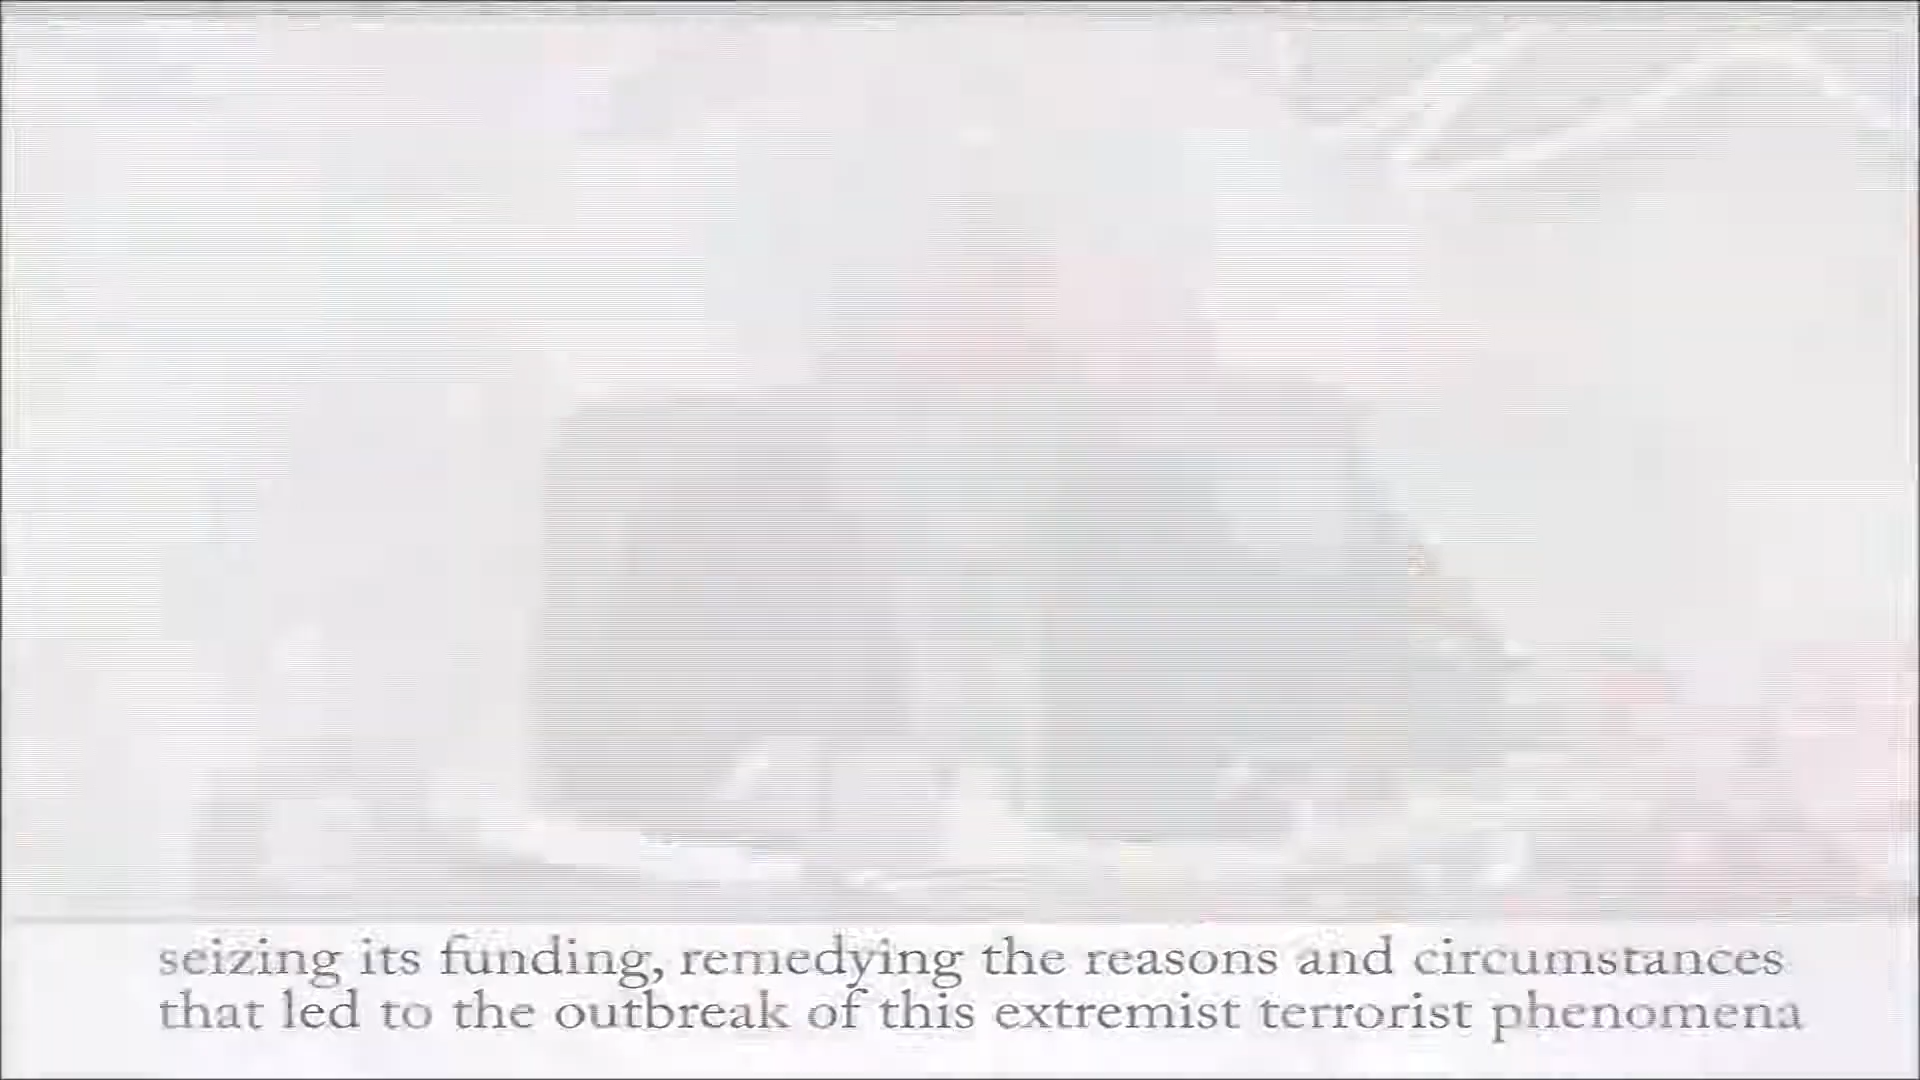 seizing its funding, remedying the reasons and circumstances
that led to the outbreak of this extremist terrorist phenomena